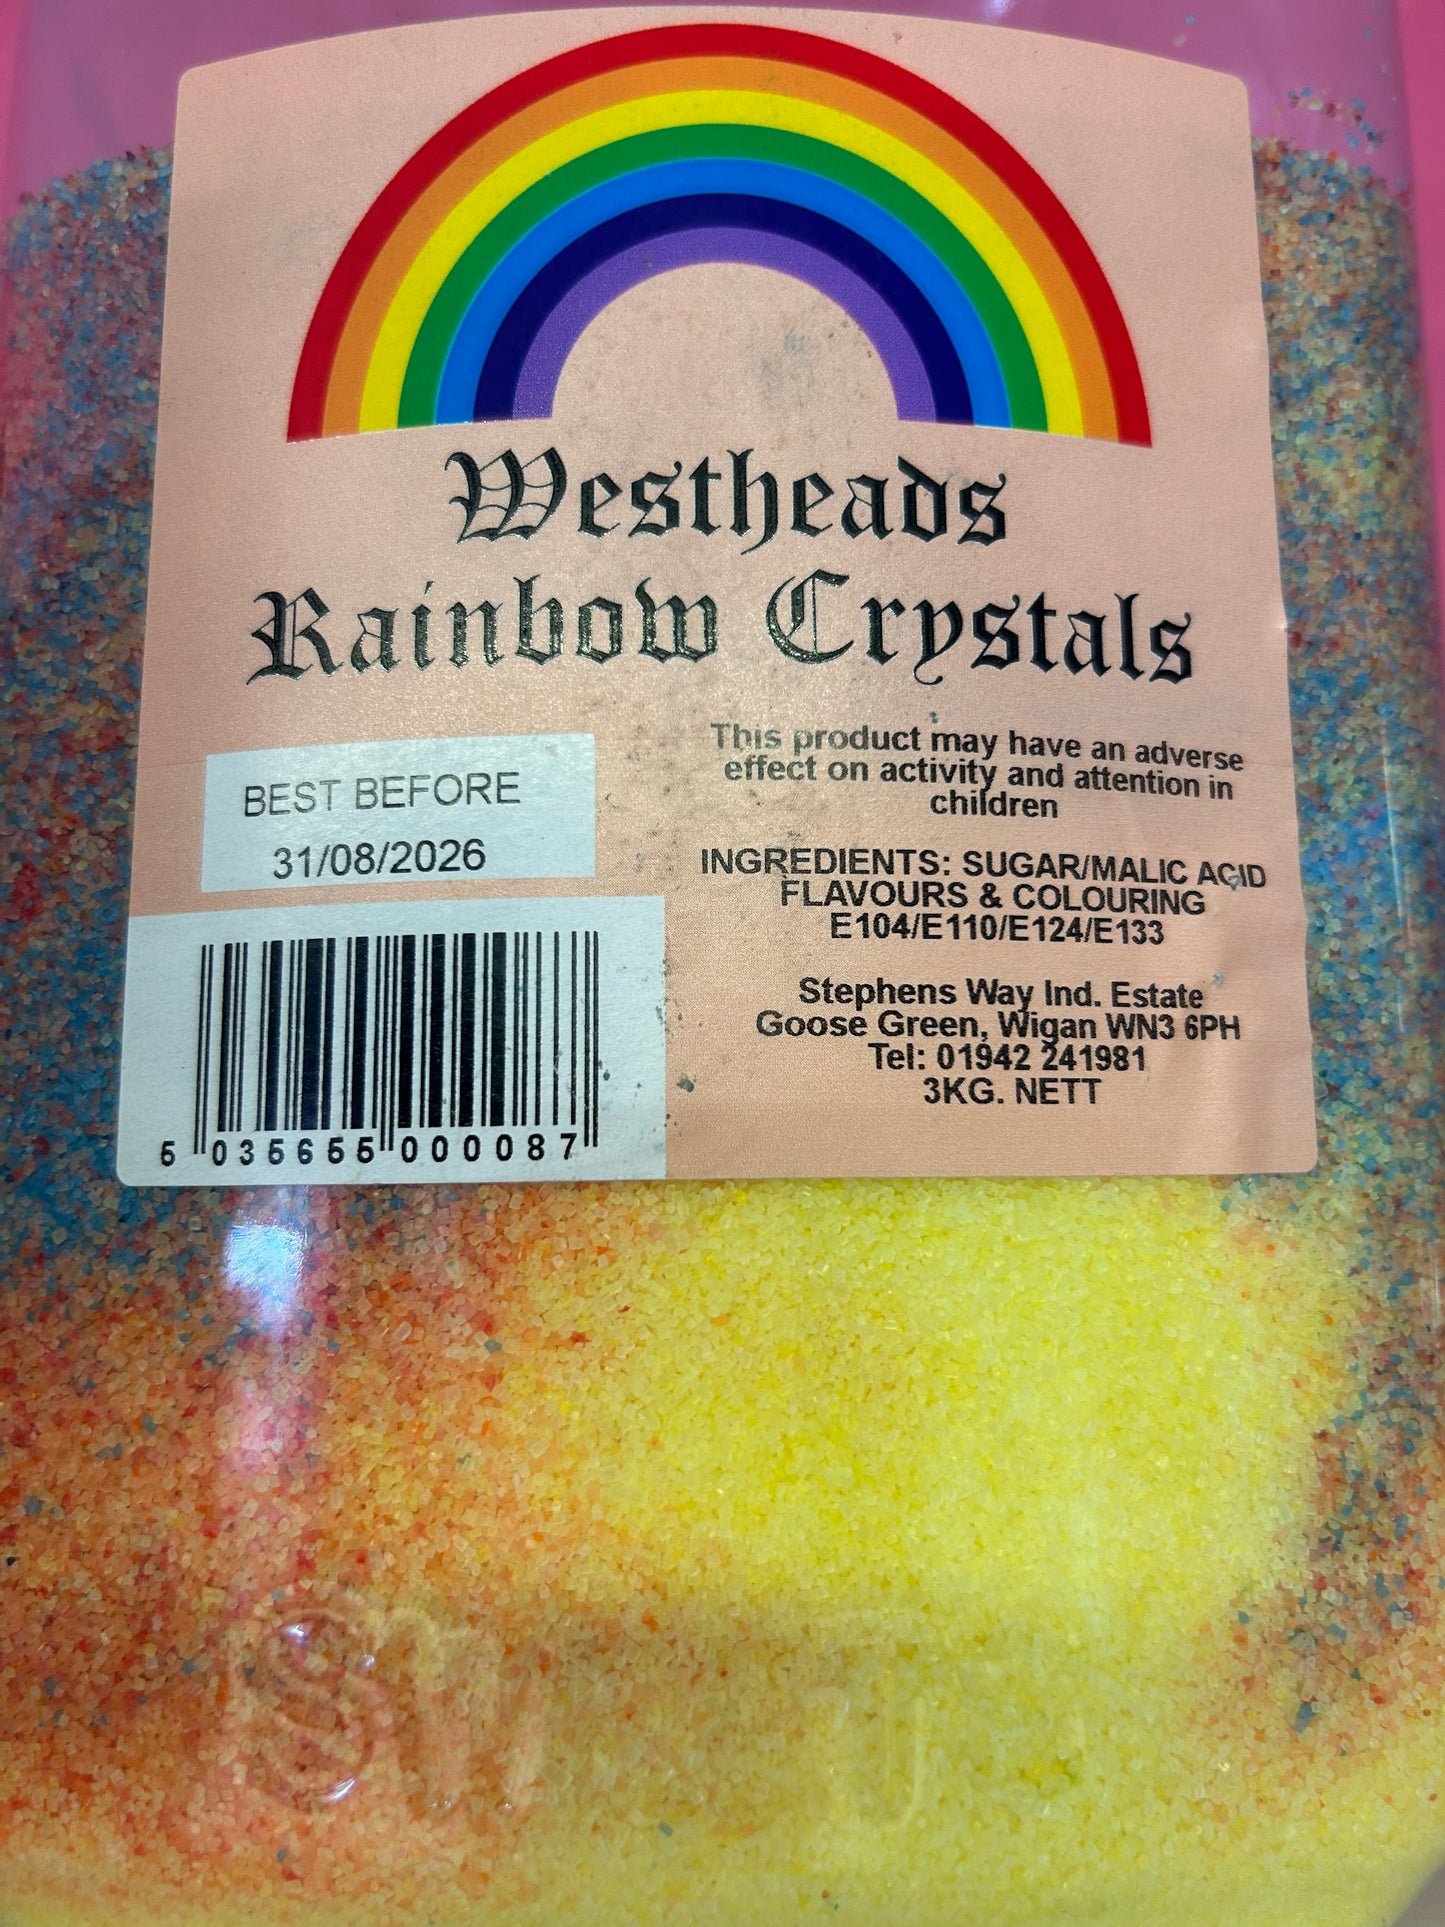 Westheads
Rainbow Crystals
This product may have an adverse
effect on activity and attention in
children
BEST BEFORE
31/08/2026
INGREDIENTS: SUGAR/MALIC ACID
FLAVOURS & COLOURING
E104/E110/E124/E133
Stephens Way Ind. Estate
Goose Green, Wigan WN3 6PH
Tel: 01942 241981
3KG. NETT
5 035655 000087